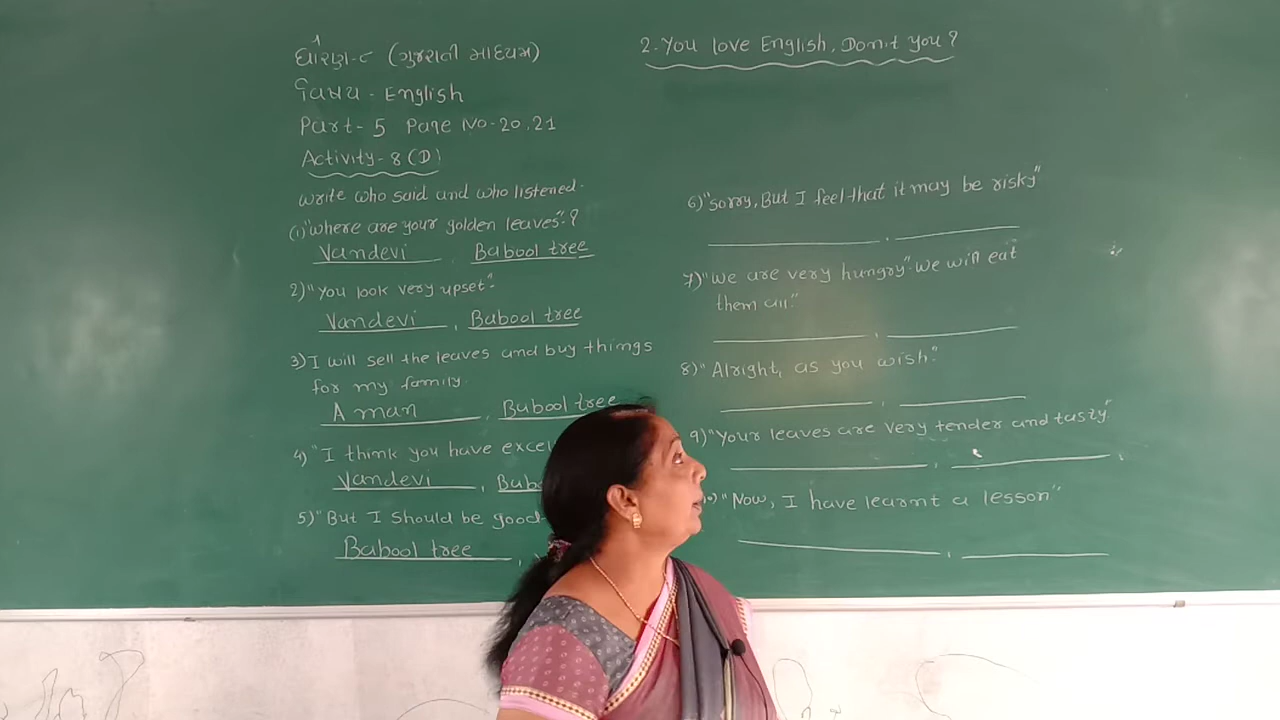 ધોરણ-૮ (ગુજરાતી માધ્યમ)
વિષય - English
Part- 5 Page No-20,21
Activity- 8 (D)
write who said and who listened.
(1) "where are your golden leaves"?
Vandevi , Babool tree
2) "You look very upset".
Vandevi , Babool tree
3) I will sell the leaves and buy things
for my family.
A man , Babool tree
4) "I think you have
Vandevi ,
5) "But I should be good
Babool tree ,
2. You love English, Don't you?
6) "Sorry, But I feel that it may be risky"
7) "We are very hungry" We will eat
them all."
8) "Alright, as you wish."
9) "Your leaves are very tender and tasty".
"Now, I have learnt a lesson"